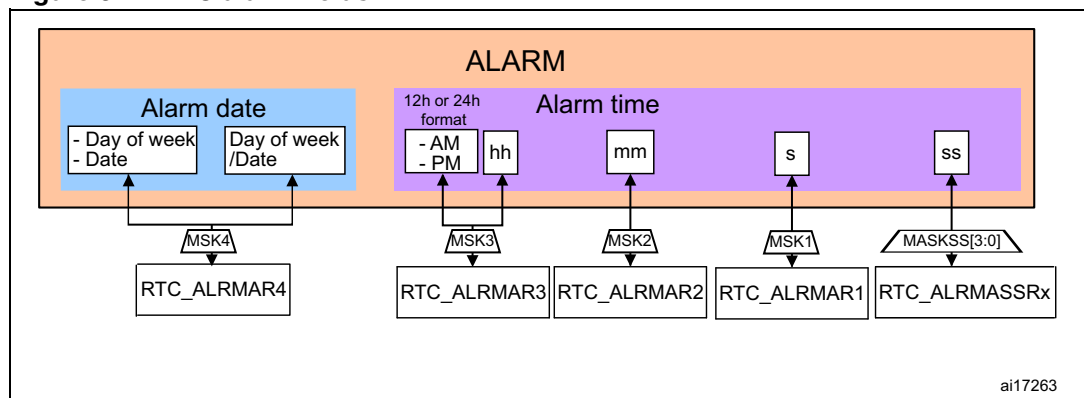 ALARM
Alarm date
- Day of week
- Date
Day of week
/Date
12h or 24h
format
Alarm time
- AM
- PM
hh
mm
s
ss
MSK4
MSK3
MSK2
MSK1
MASKSS[3:0]
RTC_ALRMAR4
RTC_ALRMAR3
RTC_ALRMAR2
RTC_ALRMAR1
RTC_ALRMASSRx
ai17263